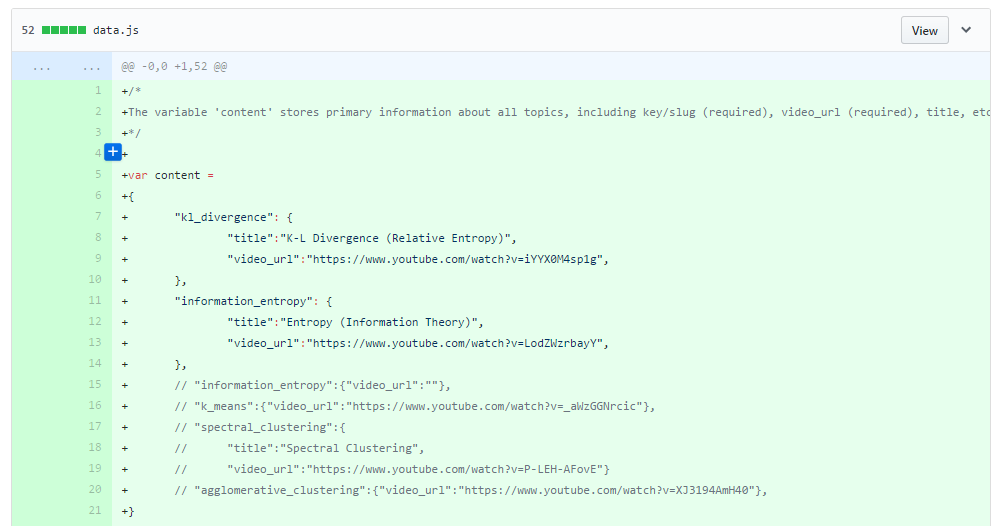 52 data.js View
... ... @@ -0,0 +1,52 @@
1 +/*
2 +The variable 'content' stores primary information about all topics, including key/slug (required), video_url (required), title, etc
3 +*/
4 +
5 +var content =
6 +{
7 + "kl_divergence": {
8 + "title":"K-L Divergence (Relative Entropy)",
9 + "video_url":"https://www.youtube.com/watch?v=iYYX0M4sp1g",
10 + },
11 + "information_entropy": {
12 + "title":"Entropy (Information Theory)",
13 + "video_url":"https://www.youtube.com/watch?v=LodZWzrbayY",
14 + },
15 + // "information_entropy":{"video_url":""},
16 + // "k_means":{"video_url":"https://www.youtube.com/watch?v=_aWzGGNrcic"},
17 + // "spectral_clustering":{
18 + // "title":"Spectral Clustering",
19 + // "video_url":"https://www.youtube.com/watch?v=P-LEH-AFovE"}
20 + // "agglomerative_clustering":{"video_url":"https://www.youtube.com/watch?v=XJ3194AmH40"},
21 +}